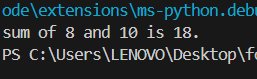 ode\extensions\ms-python.debu
sum of 8 and 10 is 18.
PS C:\Users\LENOVO\Desktop\fo